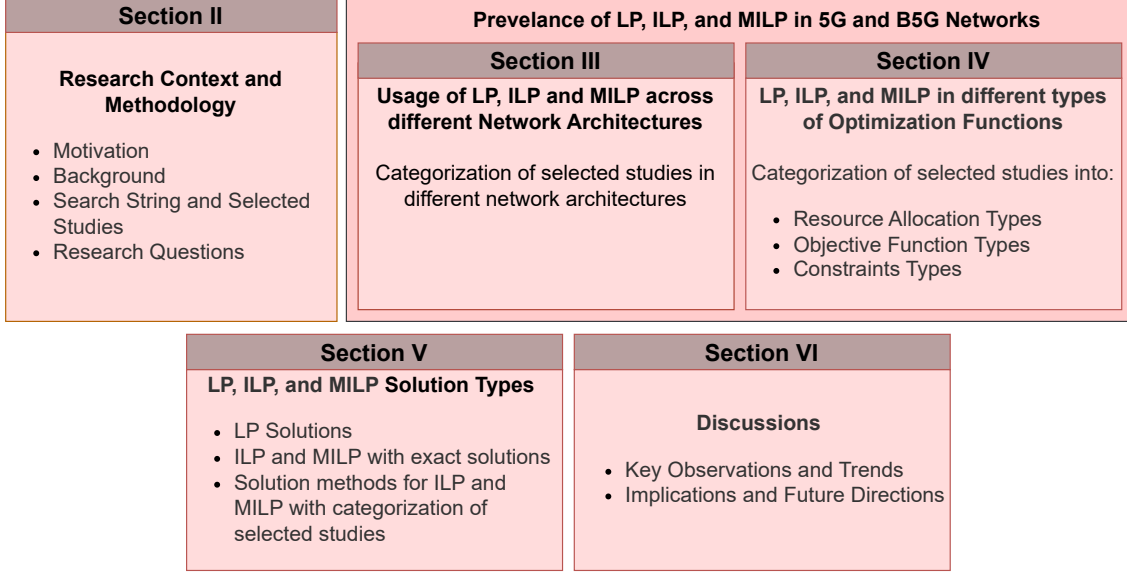 Section II
Research Context and
Methodology
• Motivation
• Background
• Search String and Selected
Studies
• Research Questions
Prevelance of LP, ILP, and MILP in 5G and B5G Networks
Section III
Usage of LP, ILP and MILP across
different Network Architectures
Categorization of selected studies in
different network architectures
Section IV
LP, ILP, and MILP in different types
of Optimization Functions
Categorization of selected studies into:
• Resource Allocation Types
• Objective Function Types
• Constraints Types
Section V
LP, ILP, and MILP Solution Types
• LP Solutions
• ILP and MILP with exact solutions
• Solution methods for ILP and
MILP with categorization of
selected studies
Section VI
Discussions
• Key Observations and Trends
• Implications and Future Directions